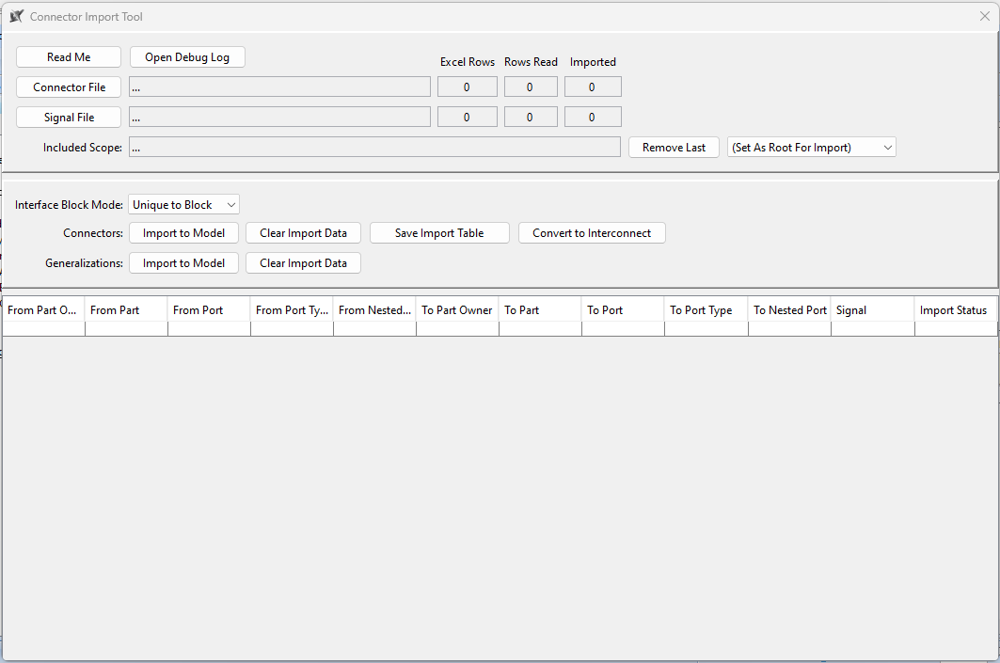 Connector Import Tool
Read Me
Open Debug Log
Excel Rows Rows Read Imported
Connector File ... 0 0 0
Signal File ... 0 0 0
Included Scope: ... Remove Last (Set As Root For Import)
Interface Block Mode: Unique to Block
Connectors: Import to Model Clear Import Data Save Import Table Convert to Interconnect
Generalizations: Import to Model Clear Import Data
From Part O... From Part From Port From Port Ty... From Nested... To Part Owner To Part To Port To Port Type To Nested Port Signal Import Status